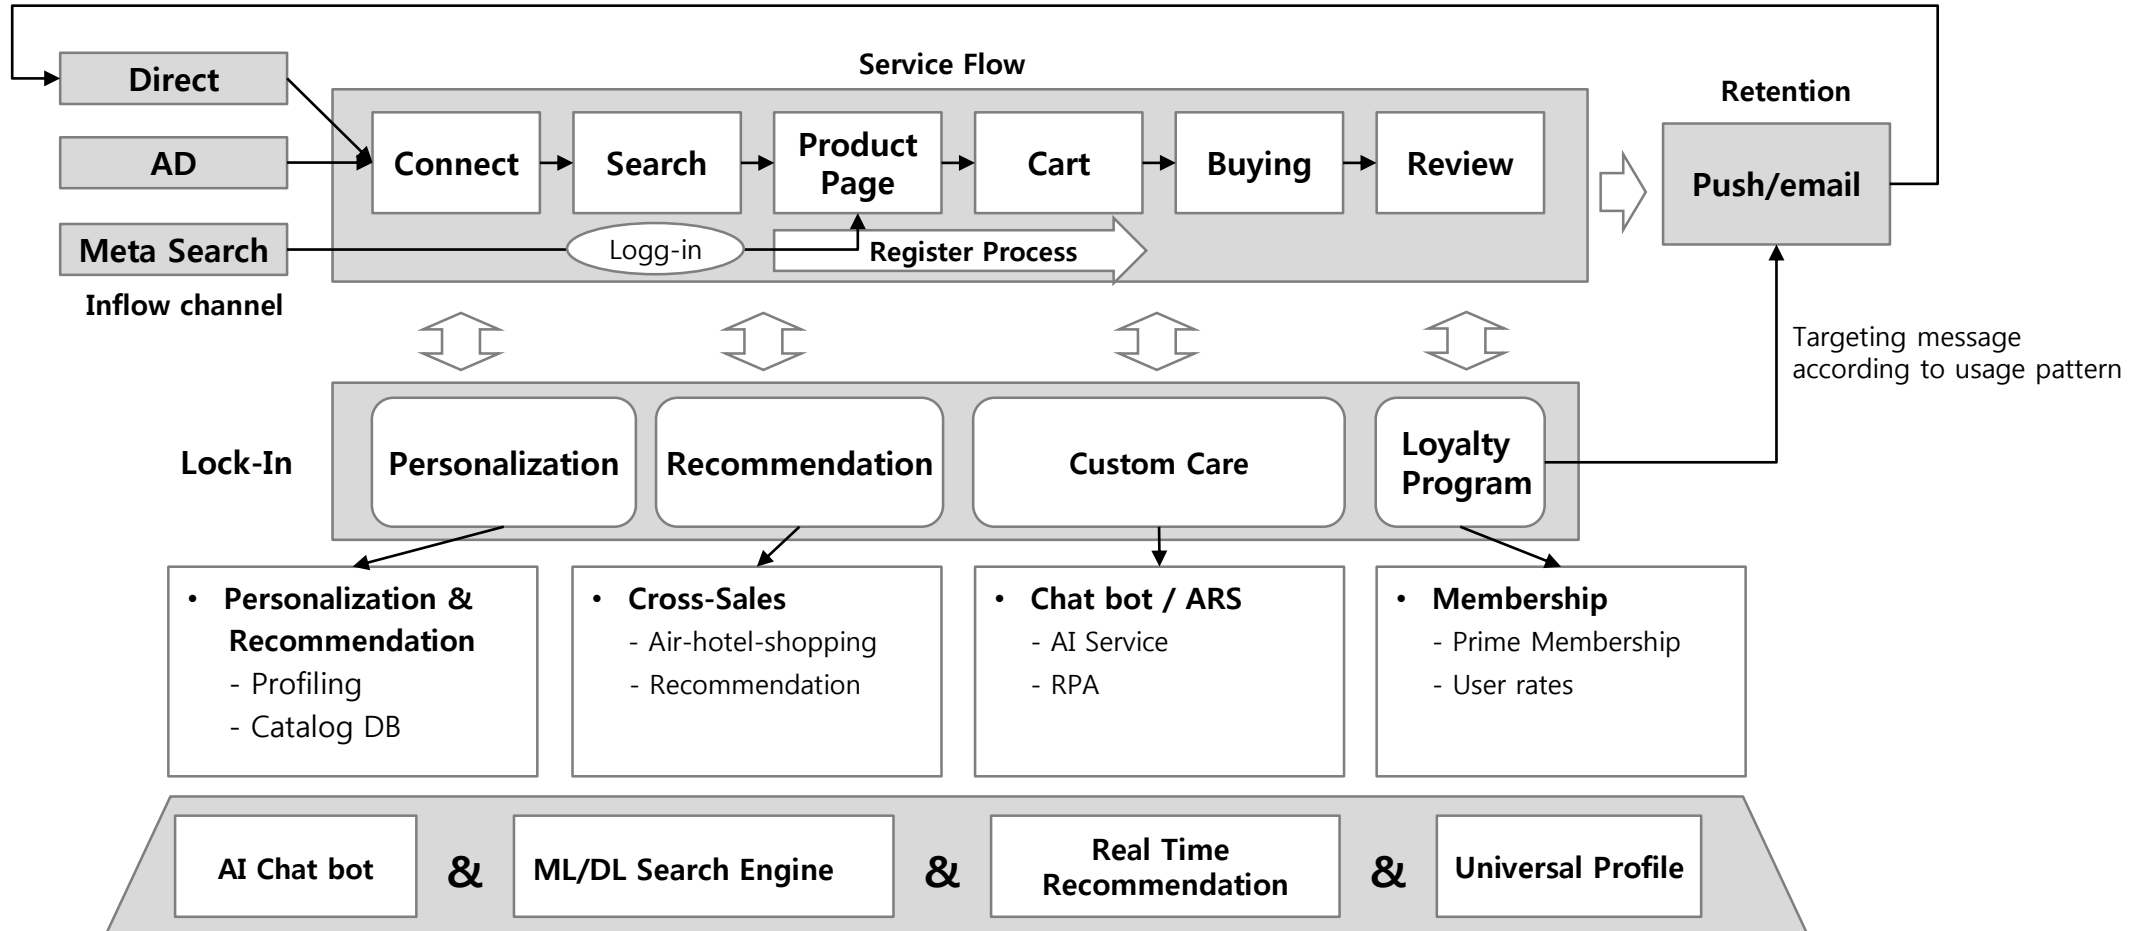 Service Flow
Direct
Retention
AD
Connect
Search
Product
Page
Cart
Buying
Review
Push/email
Meta Search
Logg-in
Register Process
Inflow channel
Targeting message
according to usage pattern
Lock-In
Personalization
Recommendation
Custom Care
Loyalty
Program
• Personalization &
Recommendation
- Profiling
- Catalog DB
• Cross-Sales
- Air-hotel-shopping
- Recommendation
• Chat bot / ARS
- AI Service
- RPA
• Membership
- Prime Membership
- User rates
AI Chat bot
&
ML/DL Search Engine
&
Real Time
Recommendation
&
Universal Profile